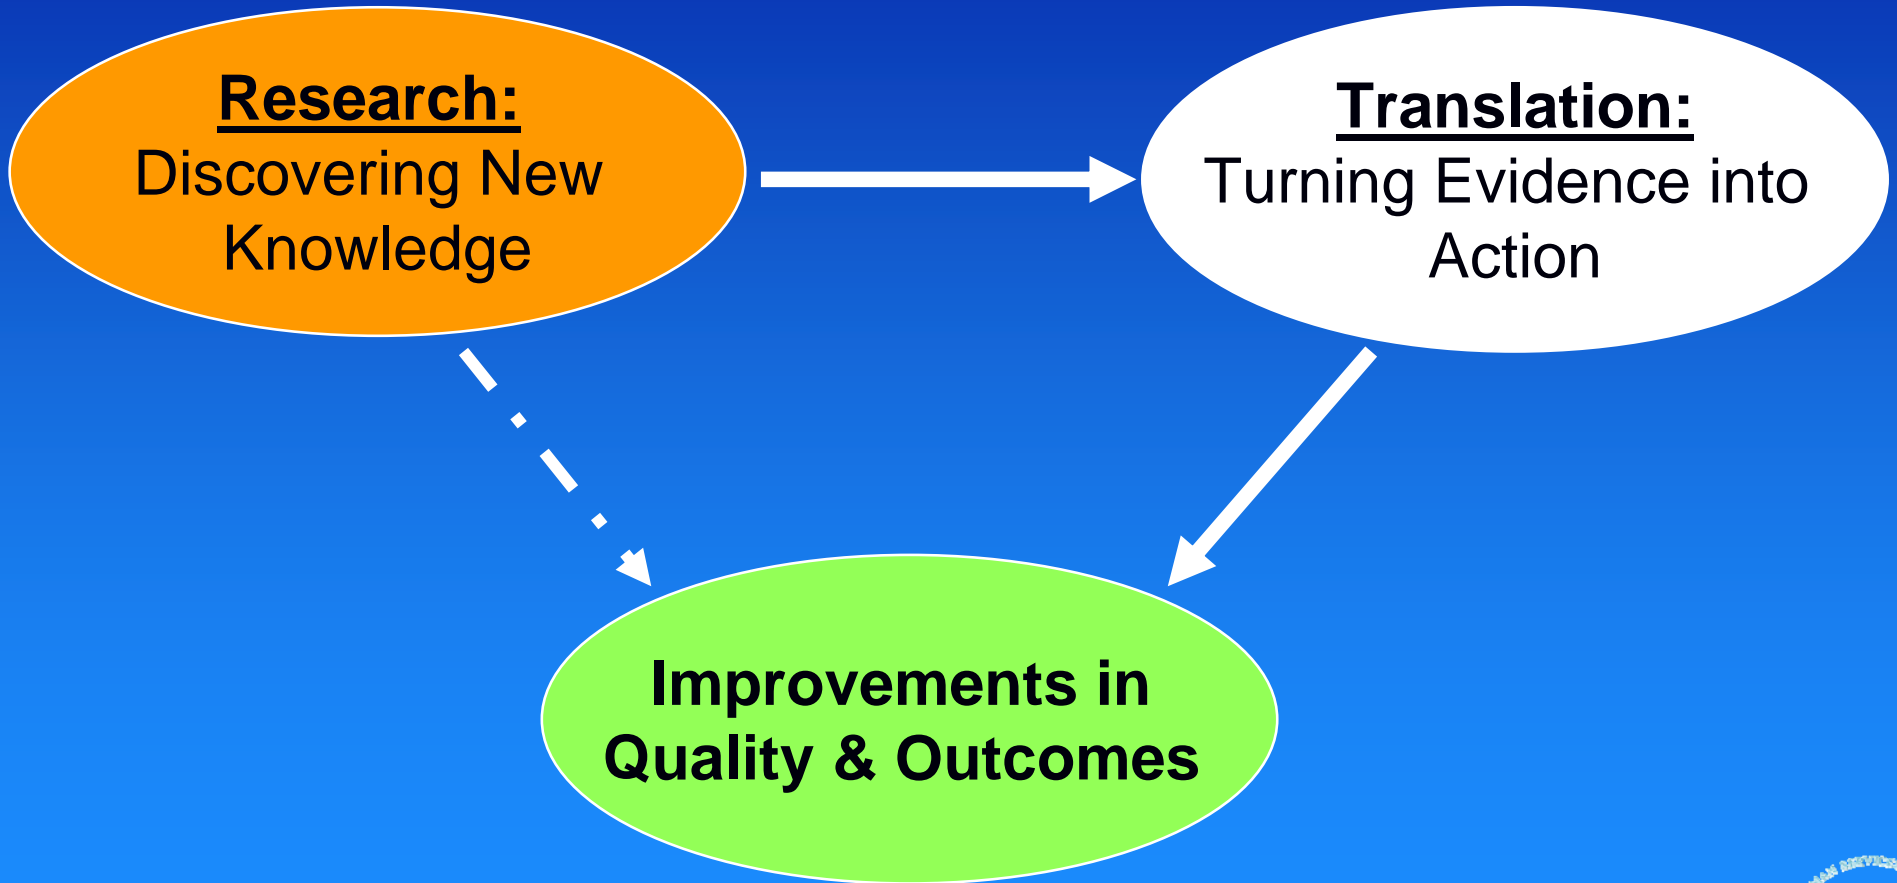 Research:
Discovering New
Knowledge
Translation:
Turning Evidence into
Action
Improvements in
Quality & Outcomes